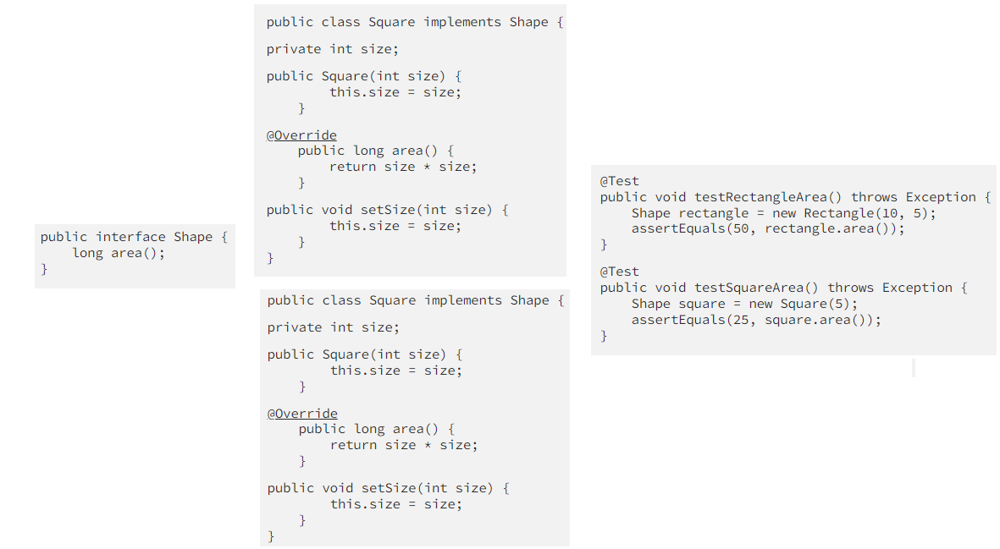 public interface Shape {
    long area();
}
public class Square implements Shape {
private int size;
public Square(int size) {
        this.size = size;
    }
@Override
    public long area() {
        return size * size;
    }
public void setSize(int size) {
        this.size = size;
    }
}
public class Square implements Shape {
private int size;
public Square(int size) {
        this.size = size;
    }
@Override
    public long area() {
        return size * size;
    }
public void setSize(int size) {
        this.size = size;
    }
}
@Test
public void testRectangleArea() throws Exception {
    Shape rectangle = new Rectangle(10, 5);
    assertEquals(50, rectangle.area());
}
@Test
public void testSquareArea() throws Exception {
    Shape square = new Square(5);
    assertEquals(25, square.area());
}